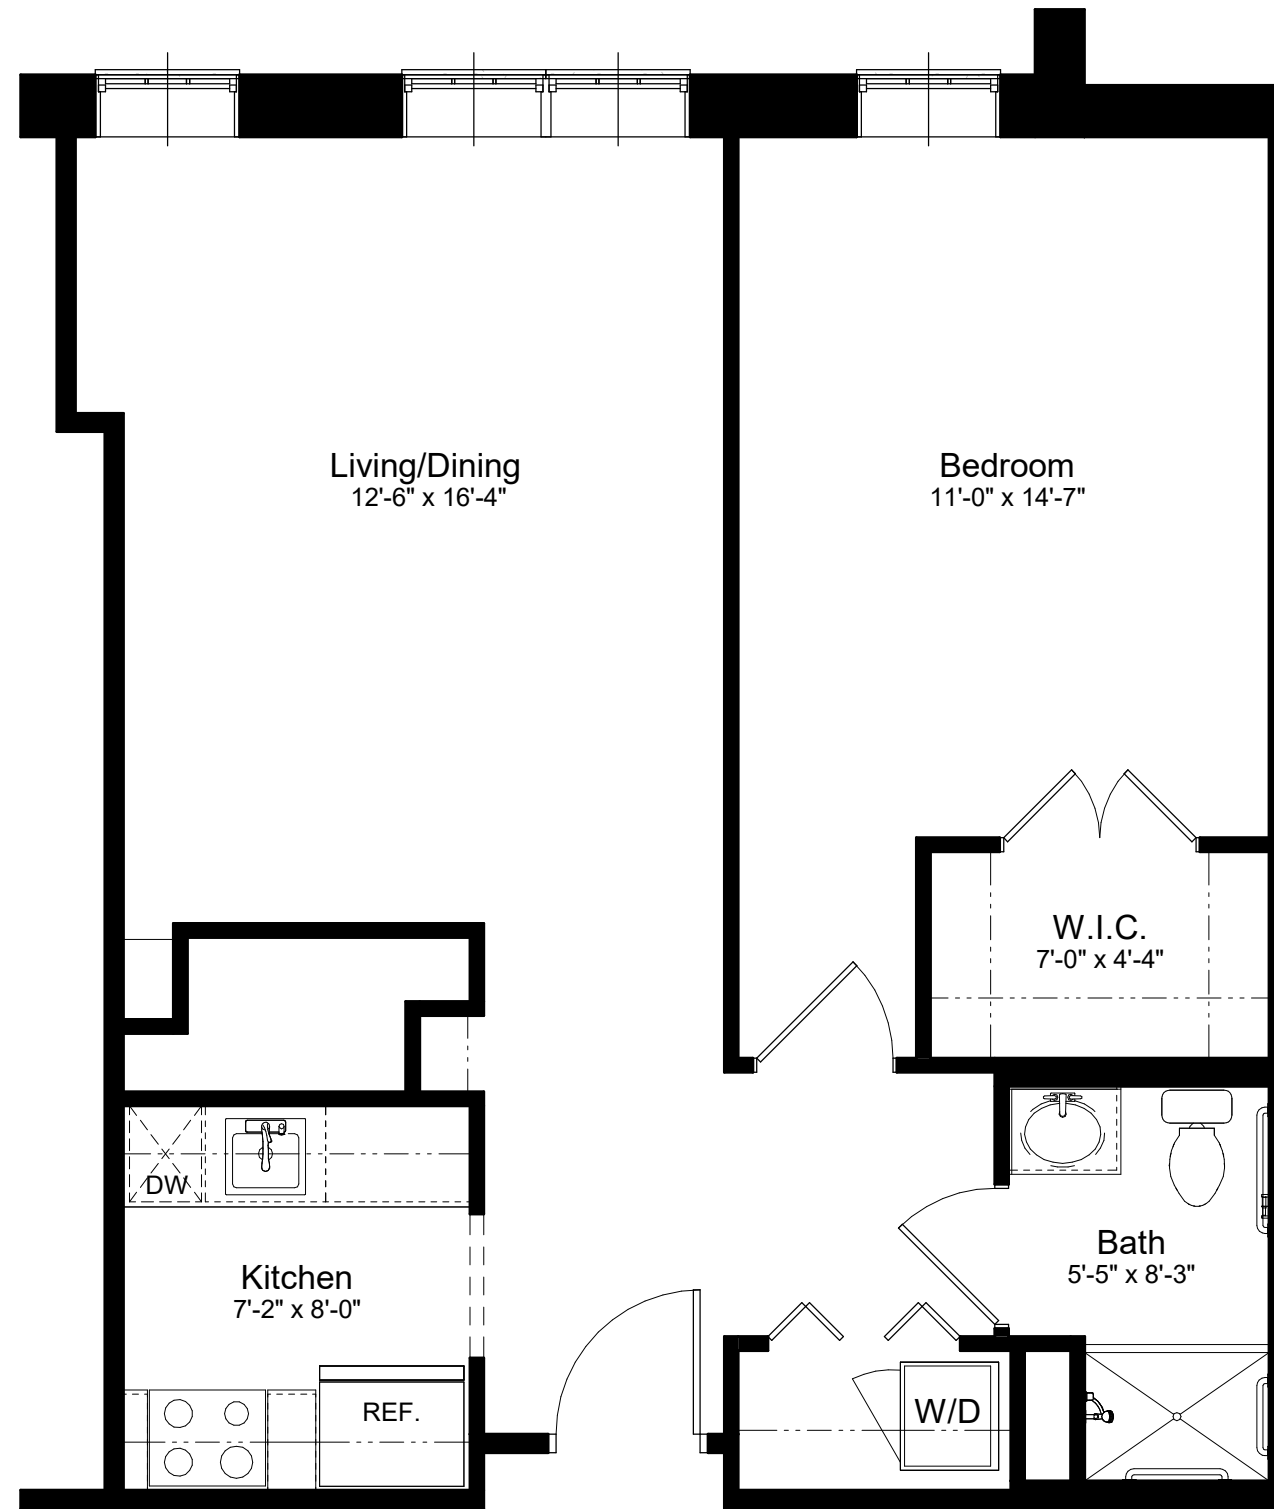 Living/Dining
12'-6" x 16'-4"
Bedroom
11'-0" x 14'-7"
W.I.C.
7'-0" x 4'-4"
DW
Kitchen
7'-2" x 8'-0"
Bath
5'-5" x 8'-3"
REF.
W/D